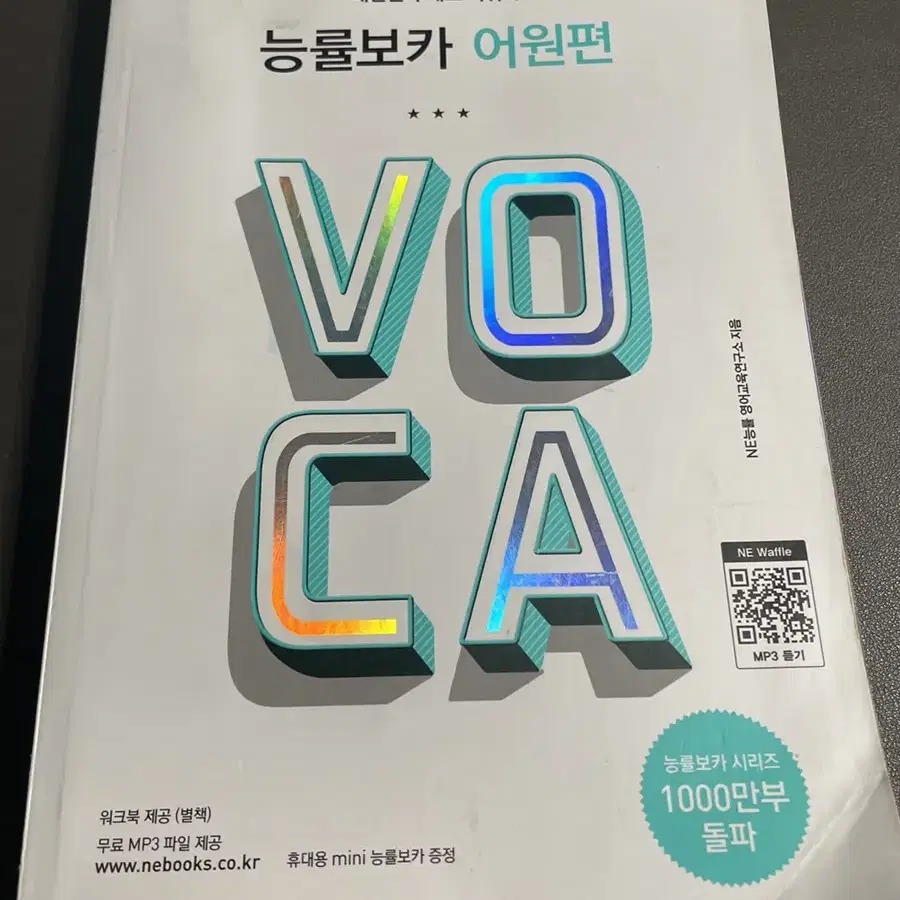 능률보카 어원편
★ ★ ★
VO
CA
NE능률 영어교육연구소 지음
NE Waffle
MP3 듣기
능률보카 시리즈
1000만부
돌파
워크북 제공 (별책)
무료 MP3 파일 제공
www.nebooks.co.kr
휴대용 mini 능률보카 증정